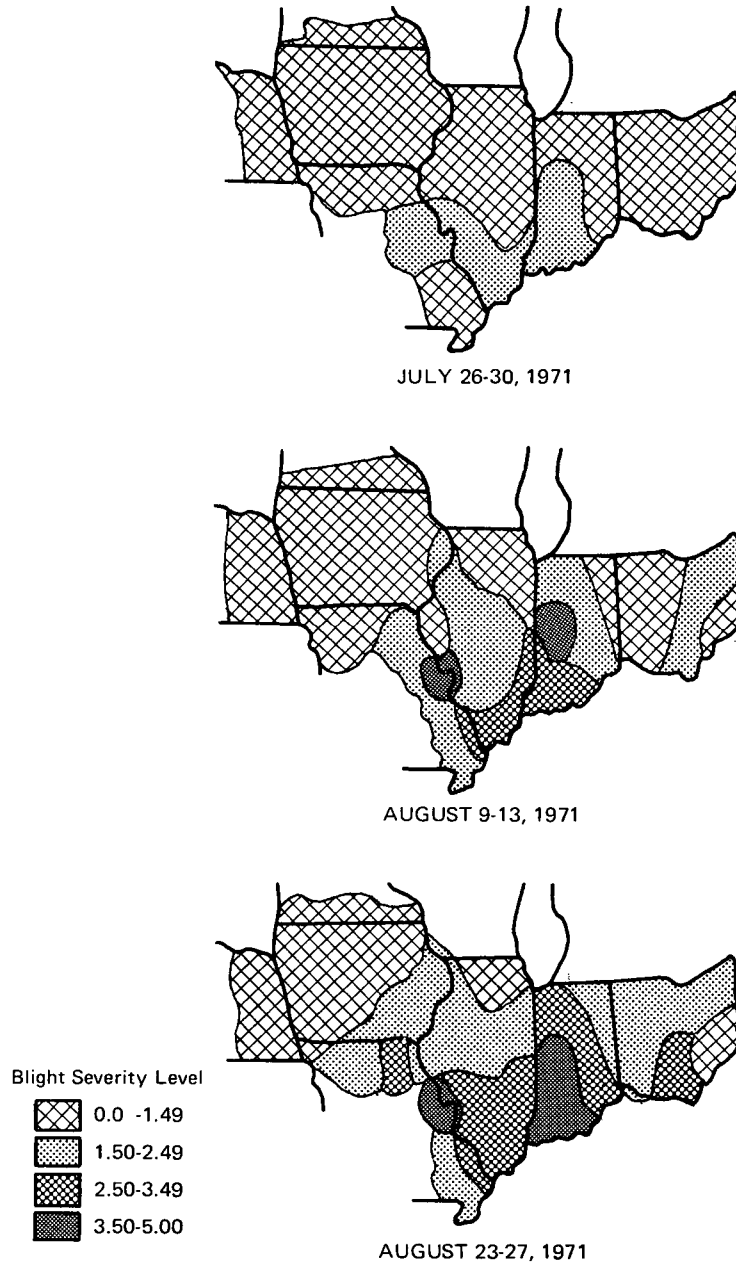 JULY 26-30, 1971
AUGUST 9-13, 1971
Blight Severity Level
0.0 -1.49
1.50-2.49
2.50-3.49
3.50-5.00
AUGUST 23-27, 1971